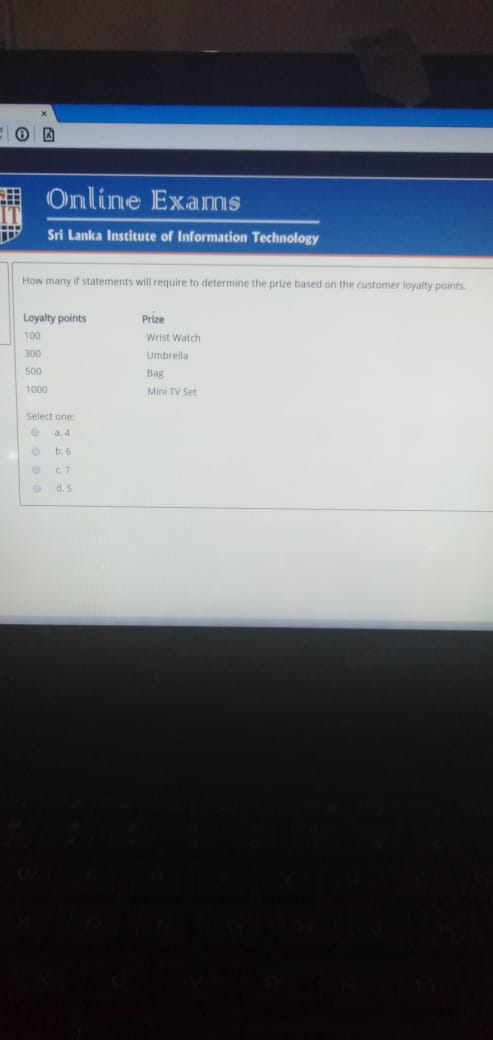 Online Exams
IT
Sri Lanka Institute of Information Technology
How many if statements will require to determine the prize based on the customer loyalty points.
Loyalty points Prize
100 Wrist Watch
300 Umbrella
500 Bag
1000 Mini TV Set
Select one:
a. 4
b. 6
c. 7
d. 5